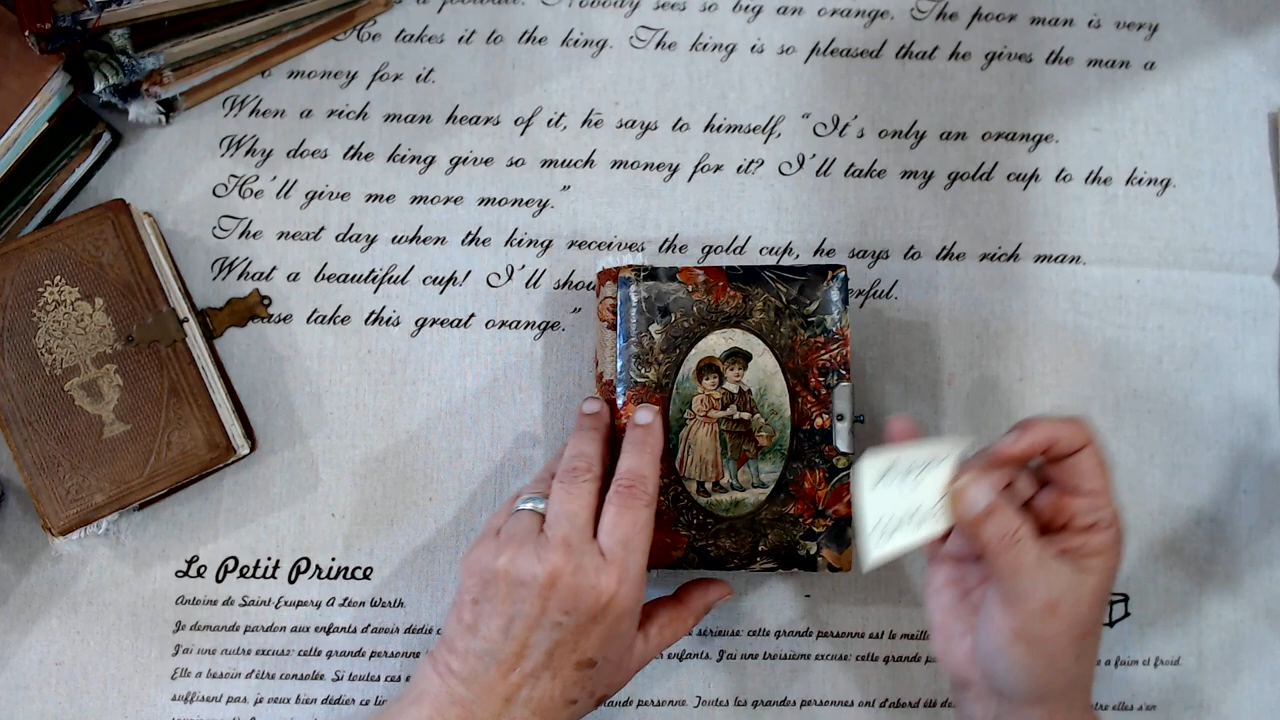 a football. Nobody sees so big an orange. The poor man is very
He takes it to the king. The king is so pleased that he gives the man a
money for it.
When a rich man hears of it, he says to himself, "It's only an orange.
Why does the king give so much money for it? I'll take my gold cup to the king.
He'll give me more money."
The next day when the king receives the gold cup, he says to the rich man.
What a beautiful cup! I'll
take this great orange."
Le Petit Prince
Antoine de Saint-Exupery A Léon Werth.
Je demande pardon aux enfants d'avoir dédié sérieuse: cette grande personne est le
J'ai une autre excuse: cette grande personne enfants. J'ai une troisième excuse: cette grande a faim et froid.
Elle a besoin d'être consolée. Si toutes ces
suffisent pas, je veux bien dédier ce personne. Toutes les grandes personnes ont d'abord été elles s'en